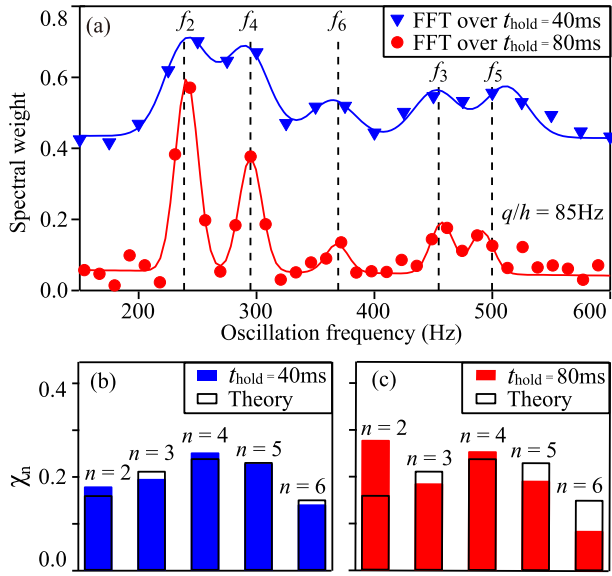 (a)
f2 f4 f6 f3 f5
FFT over thold = 40ms
FFT over thold = 80ms
q/h = 85Hz
Spectral weight
0.8
0.6
0.4
0.2
0.0
200 300 400 500 600
Oscillation frequency (Hz)
(b)
thold = 40ms
Theory
χn
0.4
0.2
0.0
n = 2
n = 3
n = 4
n = 5
n = 6
(c)
thold = 80ms
Theory
n = 2
n = 3
n = 4
n = 5
n = 6